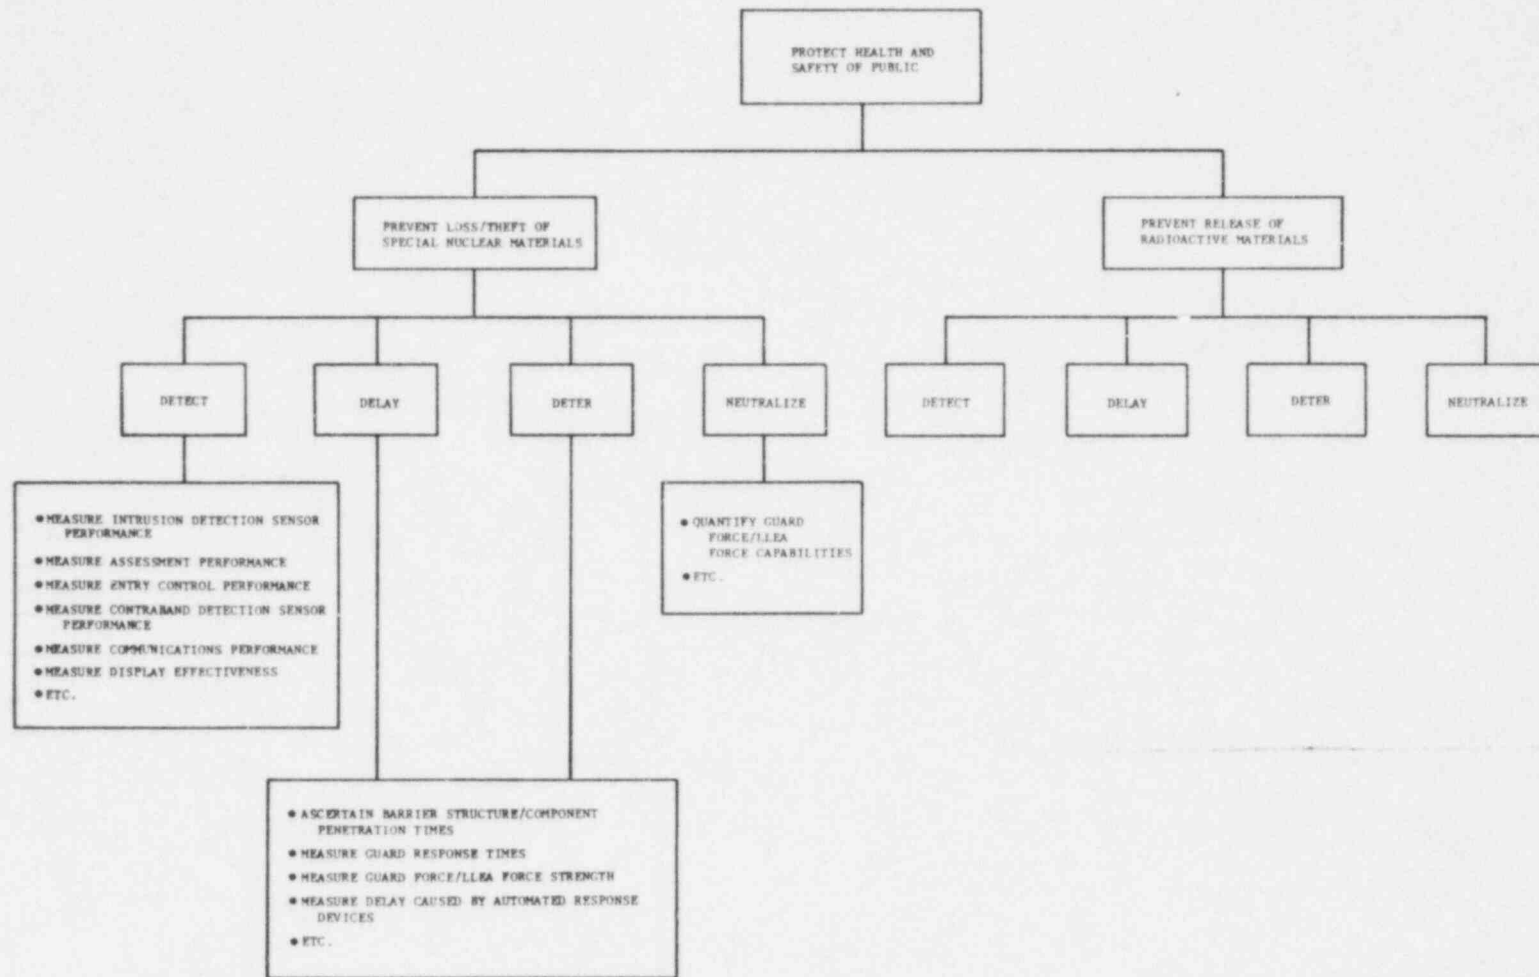 PROTECT HEALTH AND
SAFETY OF PUBLIC
PREVENT LOSS/THEFT OF
SPECIAL NUCLEAR MATERIALS
PREVENT RELEASE OF
RADIOACTIVE MATERIALS
DETECT
DELAY
DETER
NEUTRALIZE
DETECT
DELAY
DETER
NEUTRALIZE
●MEASURE INTRUSION DETECTION SENSOR
PERFORMANCE
●MEASURE ASSESSMENT PERFORMANCE
●MEASURE ENTRY CONTROL PERFORMANCE
●MEASURE CONTRABAND DETECTION SENSOR
PERFORMANCE
●MEASURE COMMUNICATIONS PERFORMANCE
●MEASURE DISPLAY EFFECTIVENESS
●ETC.
●QUANTIFY GUARD
FORCE/LLEA
FORCE CAPABILITIES
●ETC.
●ASCERTAIN BARRIER STRUCTURE/COMPONENT
PENETRATION TIMES
●MEASURE GUARD RESPONSE TIMES
●MEASURE GUARD FORCE/LLEA FORCE STRENGTH
●MEASURE DELAY CAUSED BY AUTOMATED RESPONSE
DEVICES
●ETC.